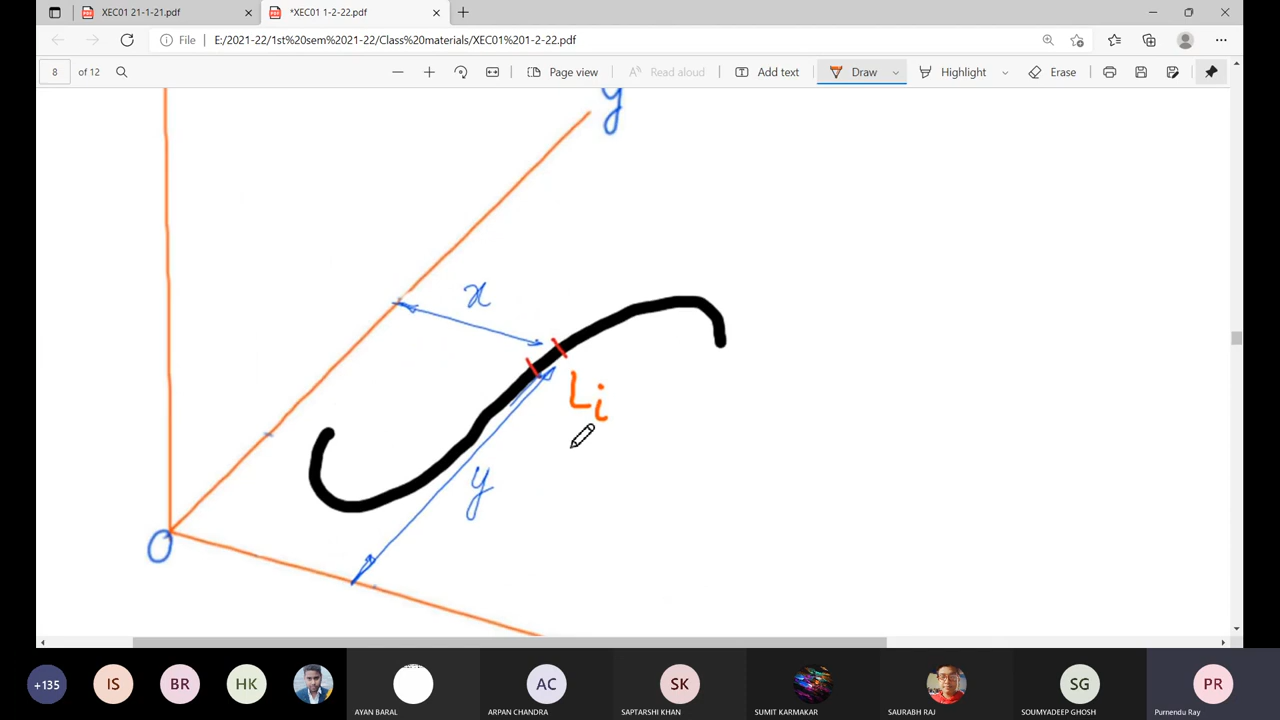 XEC01 21-1-21.pdf
*XEC01 1-2-22.pdf
File E:/2021-22/1st%20sem%2021-22/Class%20materials/XEC01%201-2-22.pdf
8 of 12 Page view Read aloud Add text Draw Highlight Erase
y
x
Li
y
O
+135 IS BR HK AC SK SG PR
AYAN BARAL ARPAN CHANDRA SAPTARSHI KHAN SUMIT KARMAKAR SAURABH RAJ SOUMYADEEP GHOSH Purnendu Ray